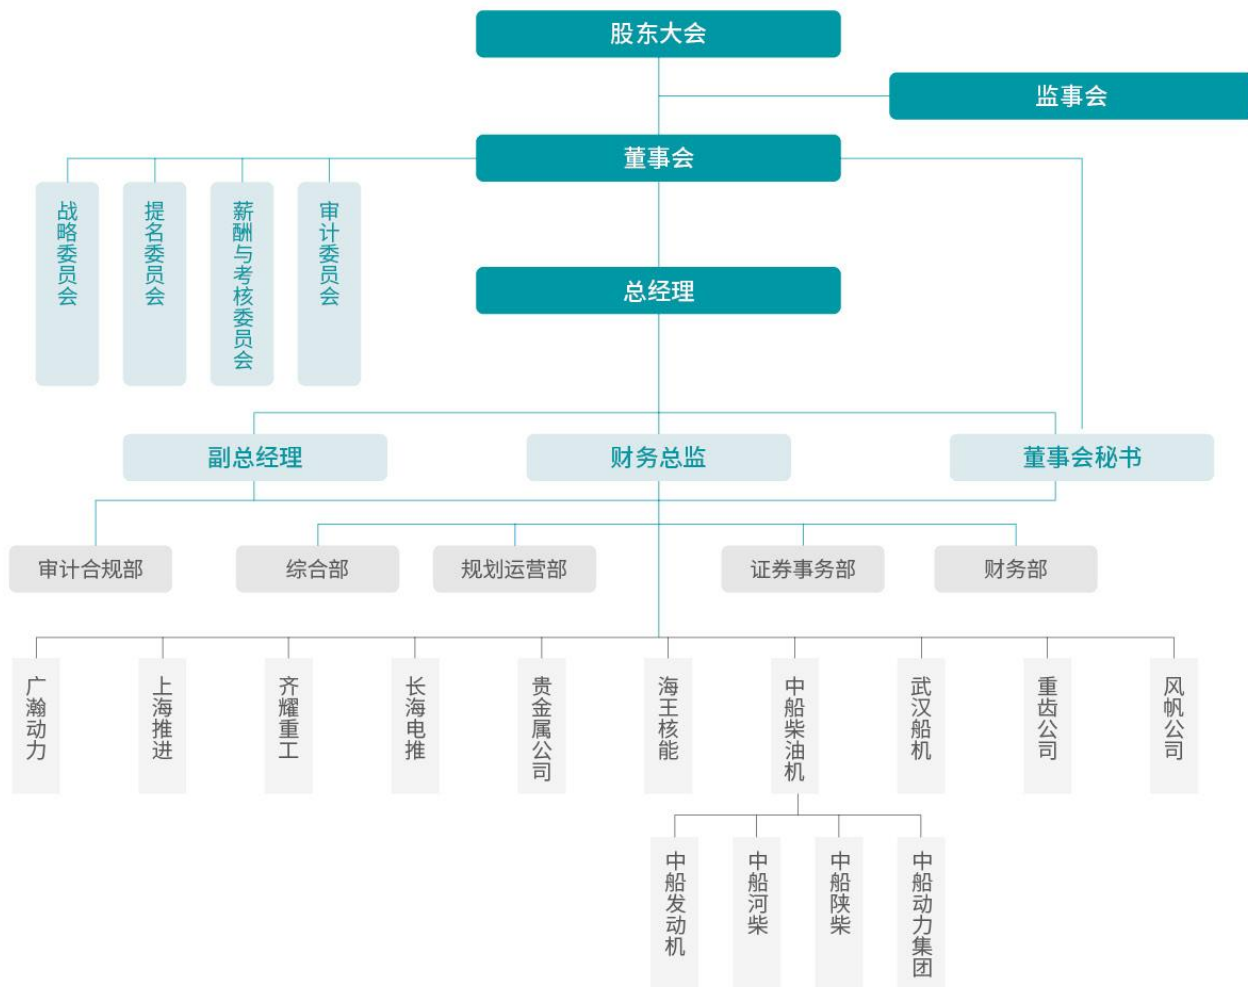 股东大会
监事会
董事会
战略委员会
提名委员会
薪酬与考核委员会
审计委员会
总经理
副总经理
财务总监
董事会秘书
审计合规部
综合部
规划运营部
证券事务部
财务部
广瀚动力
上海推进
齐耀重工
长海电推
贵金属公司
海王核能
中船柴油机
武汉船机
重齿公司
风帆公司
中船发动机
中船河柴
中船陕柴
中船动力集团